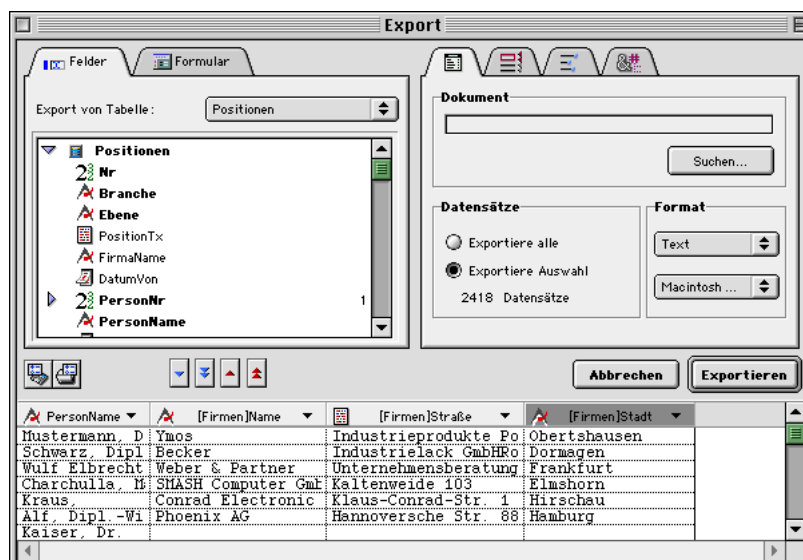 Export
Felder
Formular
Export von Tabelle:
Positionen
Positionen
Nr
Branche
Ebene
PositionTx
FirmaName
DatumVon
PersonNr 1
PersonName
&#
Dokument
Suchen...
Datensätze
Exportiere alle
Exportiere Auswahl
2418 Datensätze
Format
Text
Macintosh ...
Abbrechen
Exportieren
PersonName [Firmen]Name [Firmen]Straße [Firmen]Stadt
Mustermann, D Ymos Industrieprodukte Po Obertshausen
Schwarz, Dipl Becker Industrielack GmbHRo Dormagen
Wulf Elbrecht Weber & Partner Unternehmensberatung Frankfurt
Charchulla, M SMASH Computer Gmb Kaltenweide 103 Elmshorn
Kraus, Conrad Electronic Klaus-Conrad-Str. 1 Hirschau
Alf, Dipl.-Wi Phoenix AG Hannoversche Str. 88 Hamburg
Kaiser, Dr.